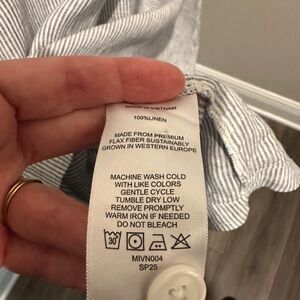 MADE IN VIETNAM
100%LINEN
MADE FROM PREMIUM
FLAX FIBER SUSTAINABLY
GROWN IN WESTERN EUROPE
MACHINE WASH COLD
WITH LIKE COLORS
GENTLE CYCLE
TUMBLE DRY LOW
REMOVE PROMPTLY
WARM IRON IF NEEDED
DO NOT BLEACH
30
MIVN004
SP25